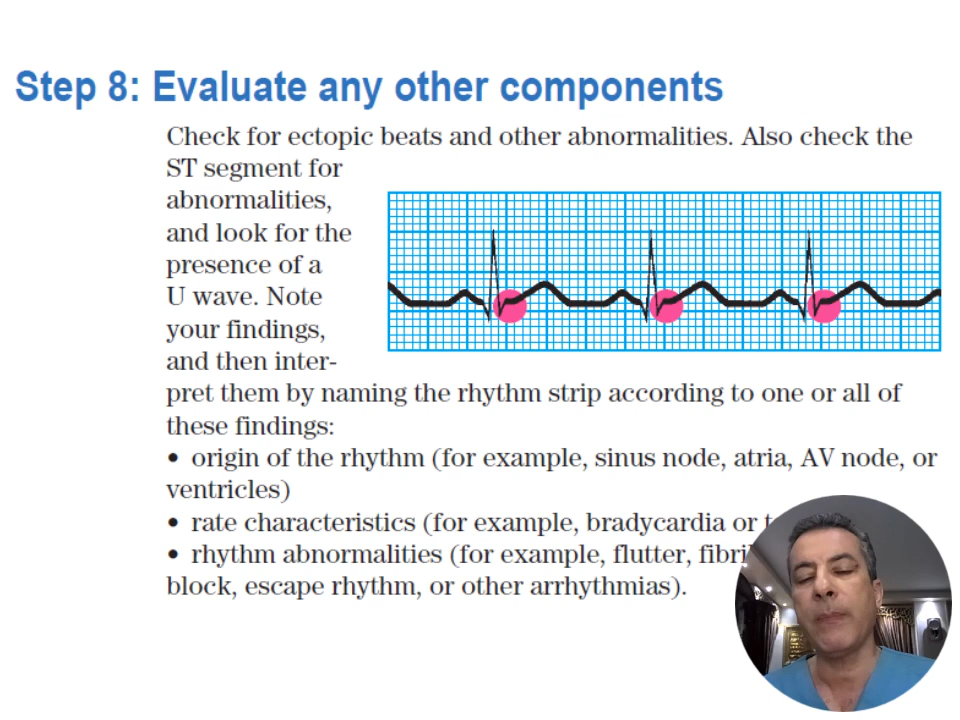 Step 8: Evaluate any other components
Check for ectopic beats and other abnormalities. Also check the
ST segment for
abnormalities,
and look for the
presence of a
U wave. Note
your findings,
and then inter-
pret them by naming the rhythm strip according to one or all of
these findings:
• origin of the rhythm (for example, sinus node, atria, AV node, or
ventricles)
• rate characteristics (for example, bradycardia or
• rhythm abnormalities (for example, flutter,
block, escape rhythm, or other arrhythmias).